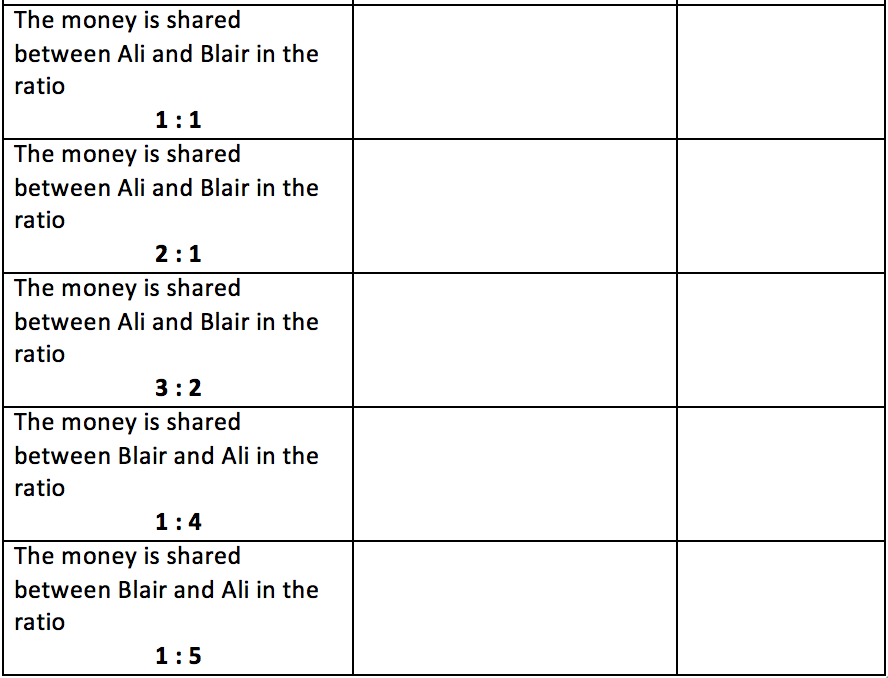 The money is shared
between Ali and Blair in the
ratio
1 : 1
The money is shared
between Ali and Blair in the
ratio
2 : 1
The money is shared
between Ali and Blair in the
ratio
3 : 2
The money is shared
between Blair and Ali in the
ratio
1 : 4
The money is shared
between Blair and Ali in the
ratio
1 : 5